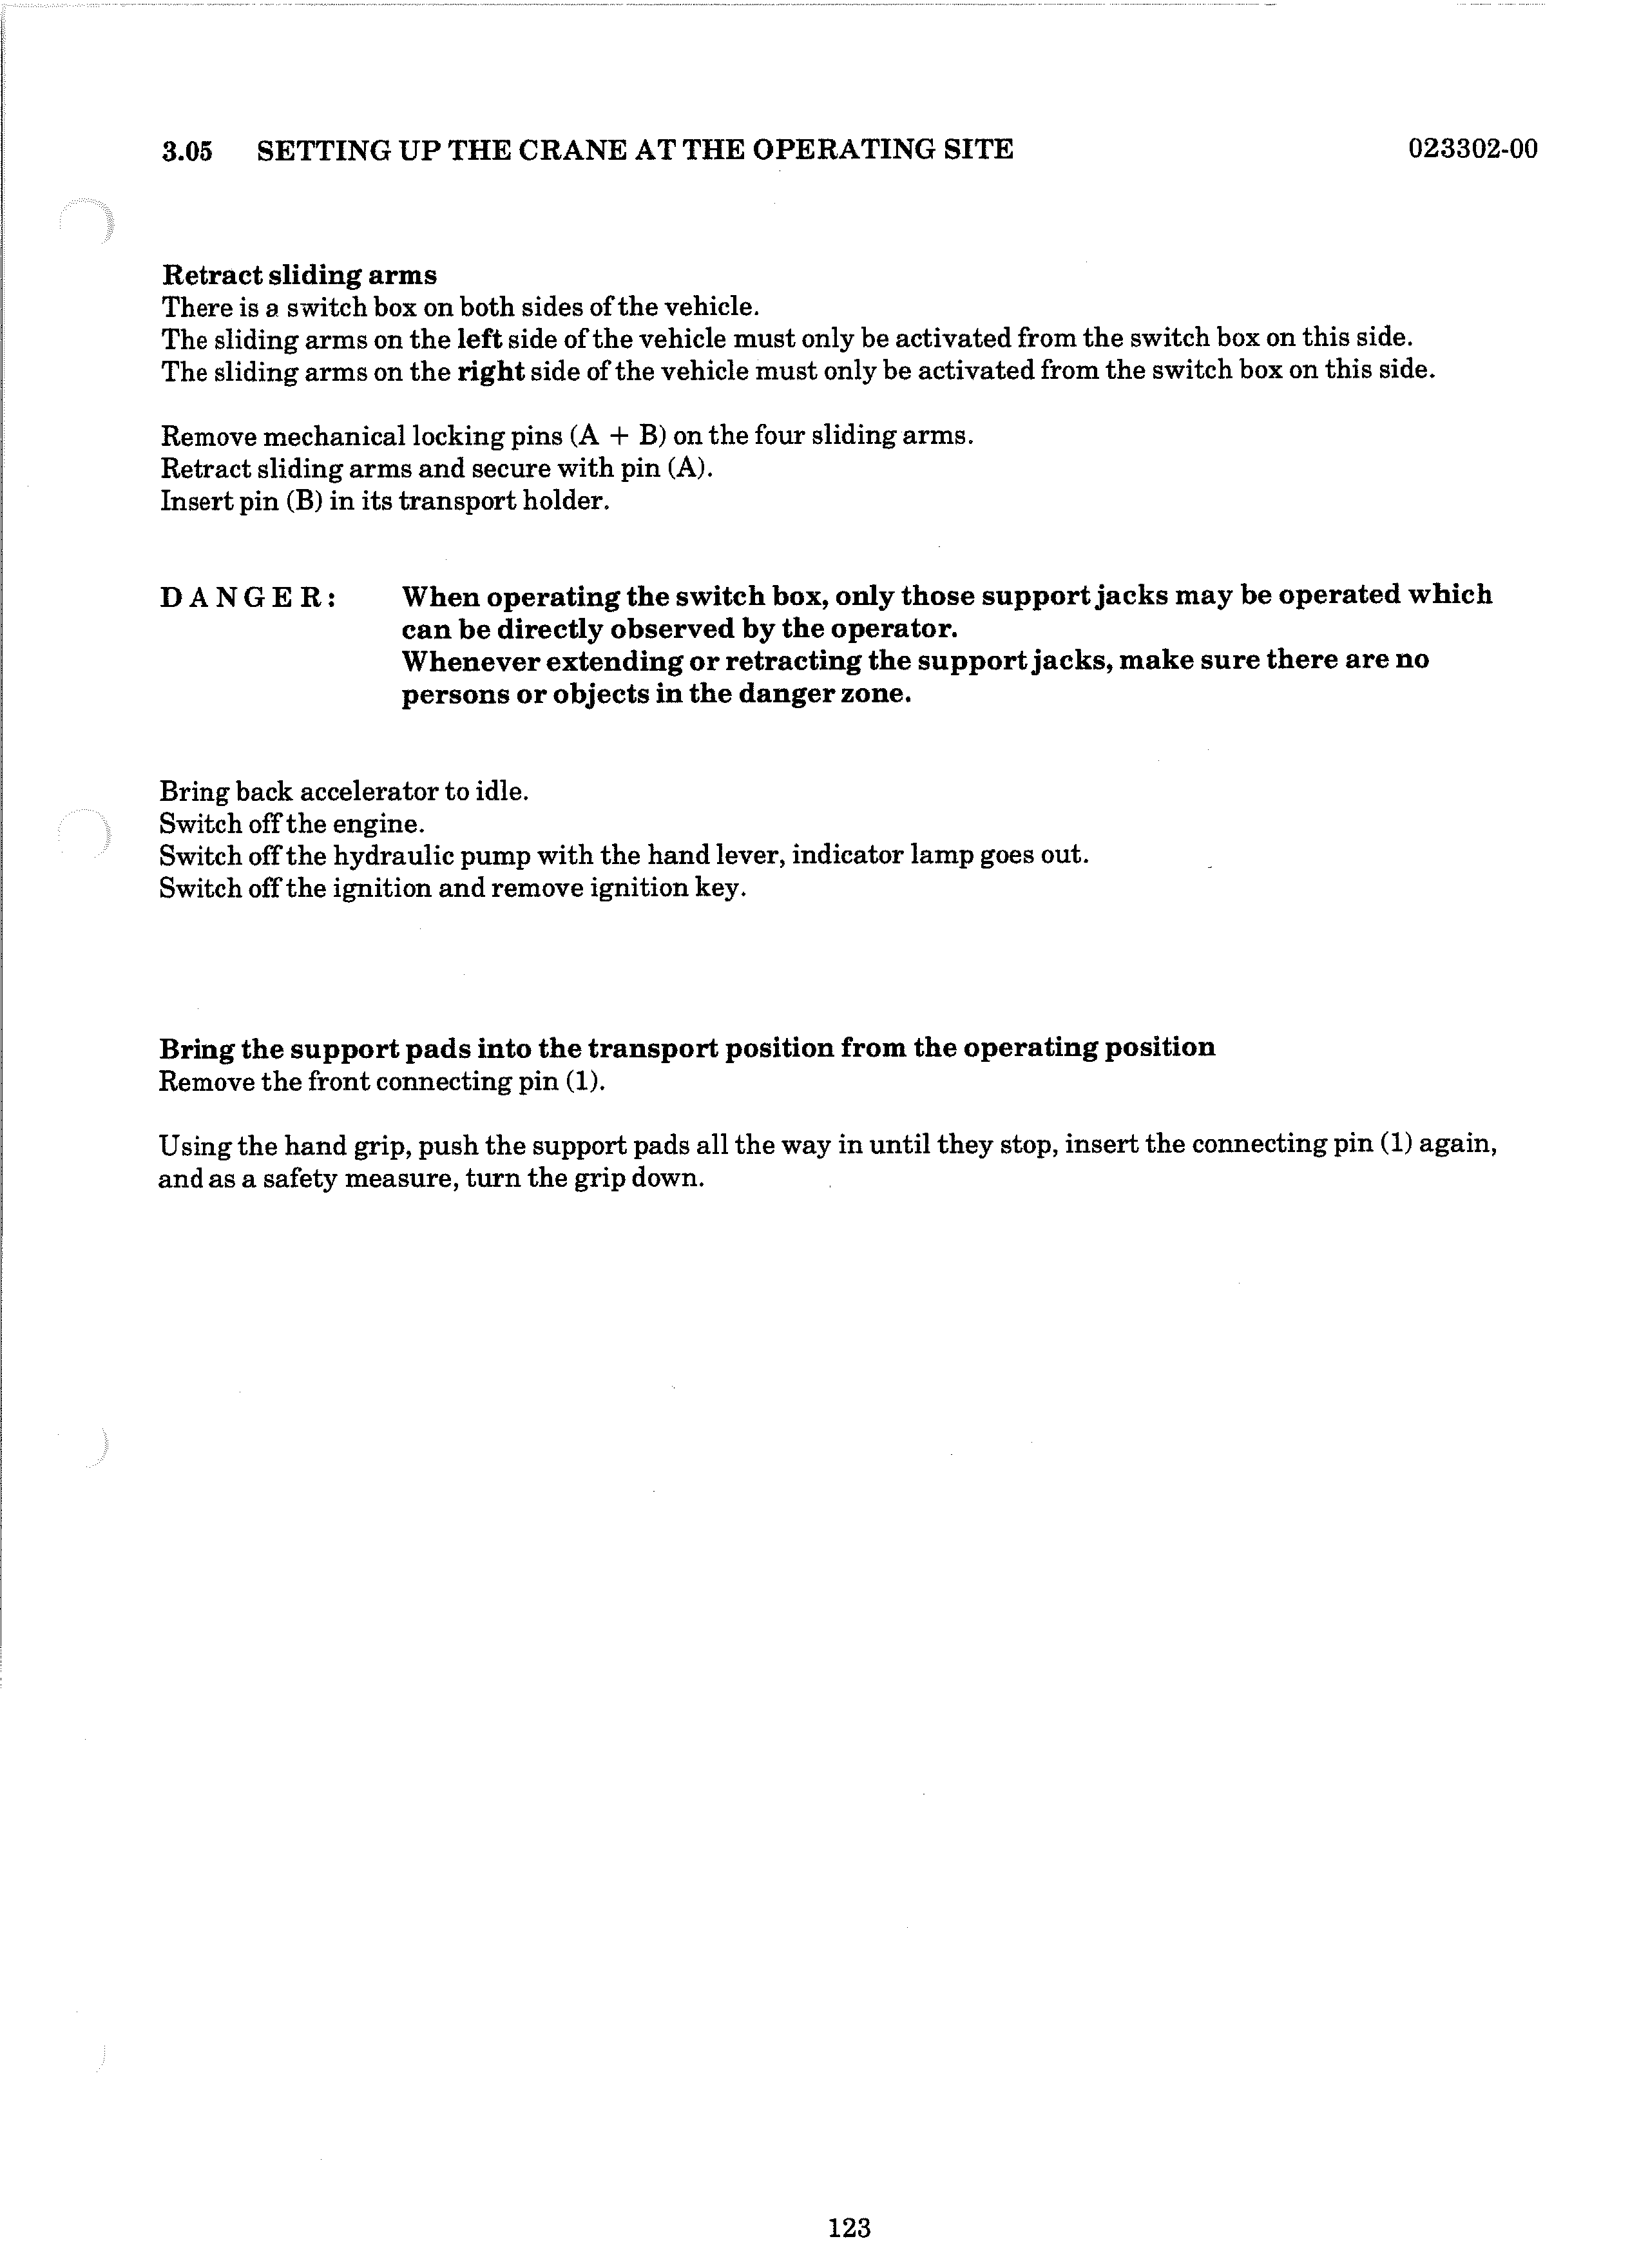 3.05 SETTING UP THE CRANE AT THE OPERATING SITE 023302-00
Retract sliding arms
There is a switch box on both sides of the vehicle.
The sliding arms on the left side of the vehicle must only be activated from the switch box on this side.
The sliding arms on the right side of the vehicle must only be activated from the switch box on this side.
Remove mechanical locking pins (A + B) on the four sliding arms.
Retract sliding arms and secure with pin (A).
Insert pin (B) in its transport holder.
D A N G E R: When operating the switch box, only those support jacks may be operated which
can be directly observed by the operator.
Whenever extending or retracting the support jacks, make sure there are no
persons or objects in the danger zone.
Bring back accelerator to idle.
Switch off the engine.
Switch off the hydraulic pump with the hand lever, indicator lamp goes out.
Switch off the ignition and remove ignition key.
Bring the support pads into the transport position from the operating position
Remove the front connecting pin (1).
Using the hand grip, push the support pads all the way in until they stop, insert the connecting pin (1) again,
and as a safety measure, turn the grip down.
123